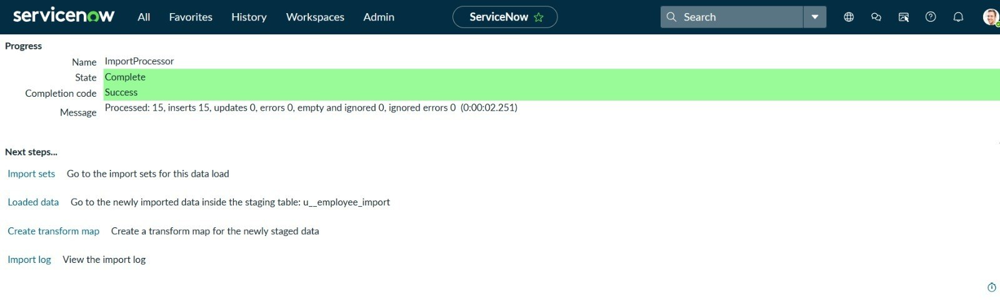 servicenow All Favorites History Workspaces Admin ServiceNow Search
Progress
Name ImportProcessor
State Complete
Completion code Success
Message Processed: 15, inserts 15, updates 0, errors 0, empty and ignored 0, ignored errors 0 (0:00:02.251)
Next steps...
Import sets Go to the import sets for this data load
Loaded data Go to the newly imported data inside the staging table: u__employee_import
Create transform map Create a transform map for the newly staged data
Import log View the import log